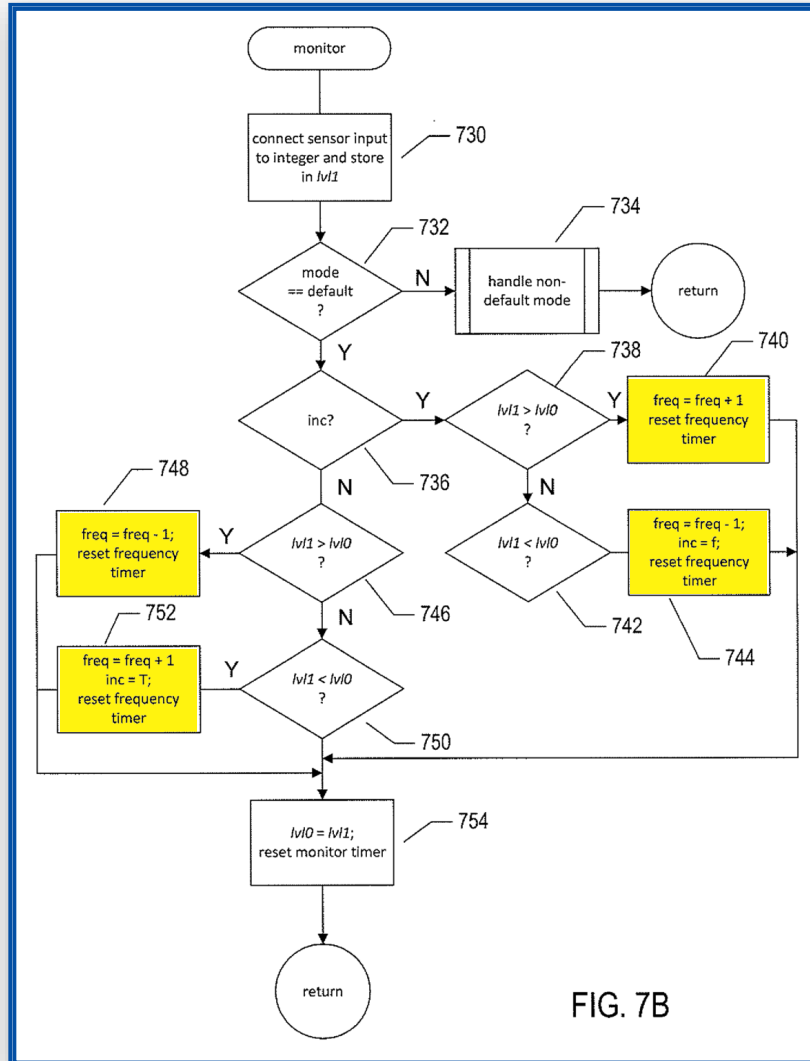 monitor
connect sensor input
to integer and store
in lvl1
730
732
mode
== default
?
N
734
handle non-
default mode
return
Y
738
740
inc?
Y
lvl1 > lvl0
?
Y
freq = freq + 1
reset frequency
timer
736
748
N
N
freq = freq - 1;
reset frequency
timer
Y
lvl1 > lvl0
?
lvl1 < lvl0
?
freq = freq - 1;
inc = f;
reset frequency
timer
746
742
744
752
N
freq = freq + 1
inc = T;
reset frequency
timer
Y
lvl1 < lvl0
?
750
lvl0 = lvl1;
reset monitor timer
754
return
FIG. 7B